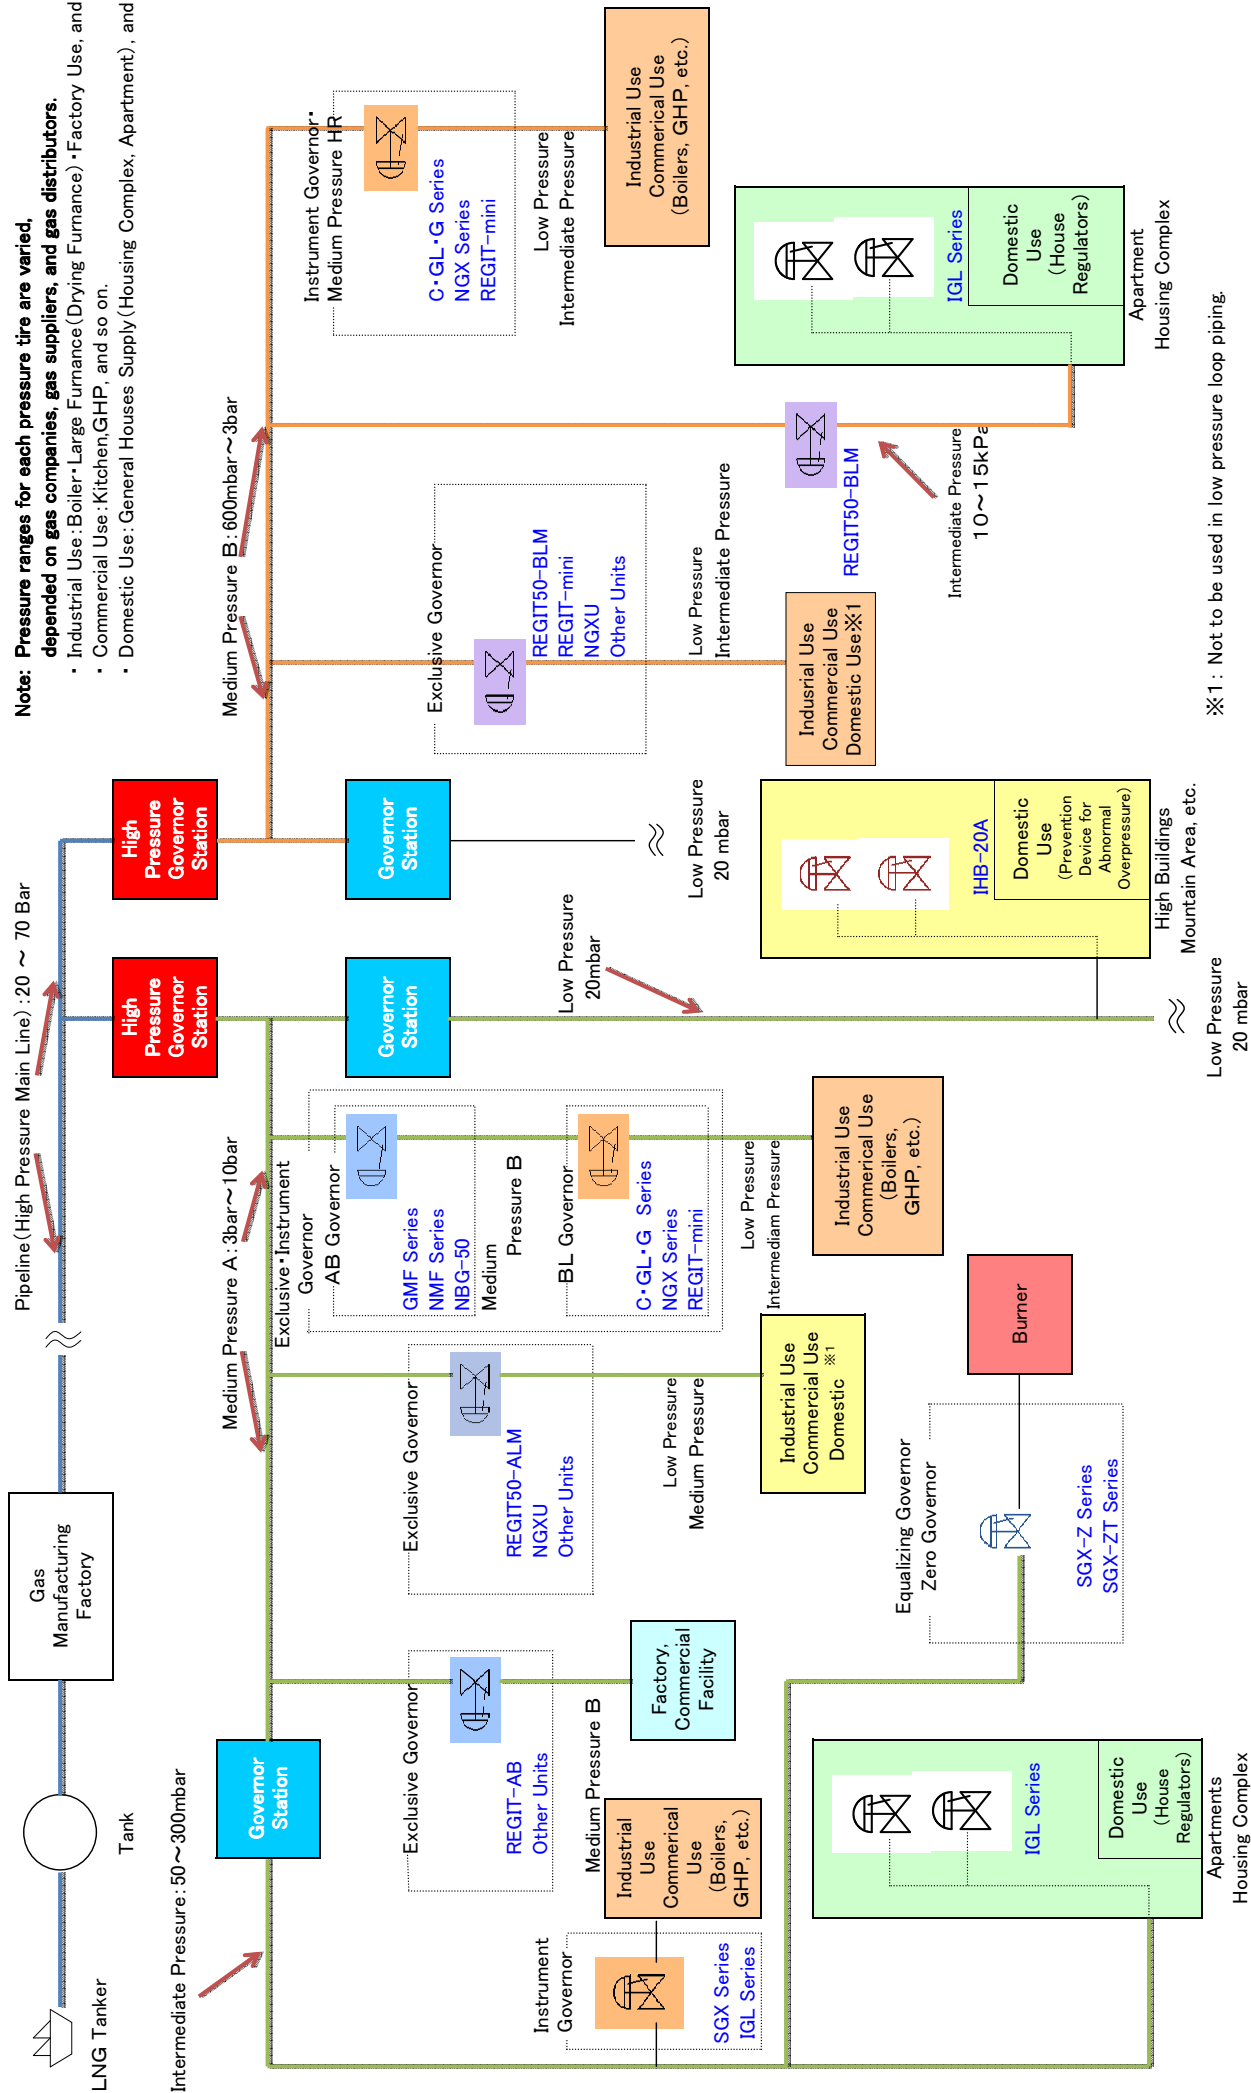 Note: Pressure ranges for each pressure tire are varied,
depended on gas companies, gas suppliers, and gas distributors.
・ Industrial Use：Boiler・Large Furnance（Drying Furnance）・Factory Use, and
・ Commercial Use：Kitchen,GHP, and so on.
・ Domestic Use：General Houses Supply（Housing Complex, Apartment）, and
LNG Tanker
Tank
Gas
Manufacturing
Factory
Pipeline（High Pressure Main Line）：20 ～ 70 Bar
High
Pressure
Governor
Station
High
Pressure
Governor
Station
Intermediate Pressure：50～300mbar
Governor
Station
Medium Pressure A：3bar～10bar
Governor
Station
Governor
Station
Medium Pressure B：600mbar～3bar
Exclusive Governor
REGIT-AB
Other Units
Medium Pressure B
Factory,
Commercial
Facility
Exclusive Governor
REGIT50-ALM
NGXU
Other Units
Low Pressure
Medium Pressure
Industrial Use
Commercial Use
Domestic ※1
Exclusive・Instrument
Governor
AB Governor
GMF Series
NMF Series
NBG-50
Medium
Pressure B
BL Governor
C・GL・G Series
NGX Series
REGIT-mini
Low Pressure
Intermediam Pressure
Industrial Use
Commercial Use
(Boilers,
GHP, etc.)
Low Pressure
20mbar
Low Pressure
20 mbar
Low Pressure
20 mbar
IHB-20A
Domestic
Use
(Prevention
Device for
Abnormal
Overpressure)
High Buildings
Mountain Area, etc.
Exclusive Governor
REGIT50-BLM
REGIT-mini
NGXU
Other Units
Low Pressure
Intermediate Pressure
Indusrial Use
Commercial Use
Domestic Use※1
REGIT50-BLM
Intermediate Pressure
10～15kPa
IGL Series
Domestic
Use
(House
Regulators)
Apartment
Housing Complex
Instrument Governor・
Medium Pressure HR
C・GL・G Series
NGX Series
REGIT-mini
Low Pressure
Intermediate Pressure
Industrial Use
Commerical Use
(Boilers, GHP, etc.)
Instrument
Governor
SGX Series
IGL Series
Industrial
Use
Commerical
Use
(Boilers,
GHP, etc.)
IGL Series
Domestic
Use
(House
Regulators)
Apartments
Housing Complex
Equalizing Governor
Zero Governor
SGX-Z Series
SGX-ZT Series
Burner
※1： Not to be used in low pressure loop piping.